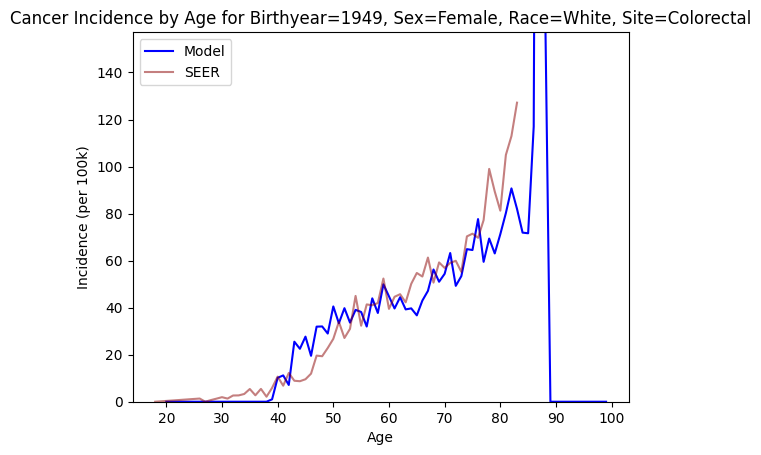 Cancer Incidence by Age for Birthyear=1949, Sex=Female, Race=White, Site=Colorectal
Model
SEER
Incidence (per 100k)
140
120
100
80
60
40
20
0
20 30 40 50 60 70 80 90 100
Age